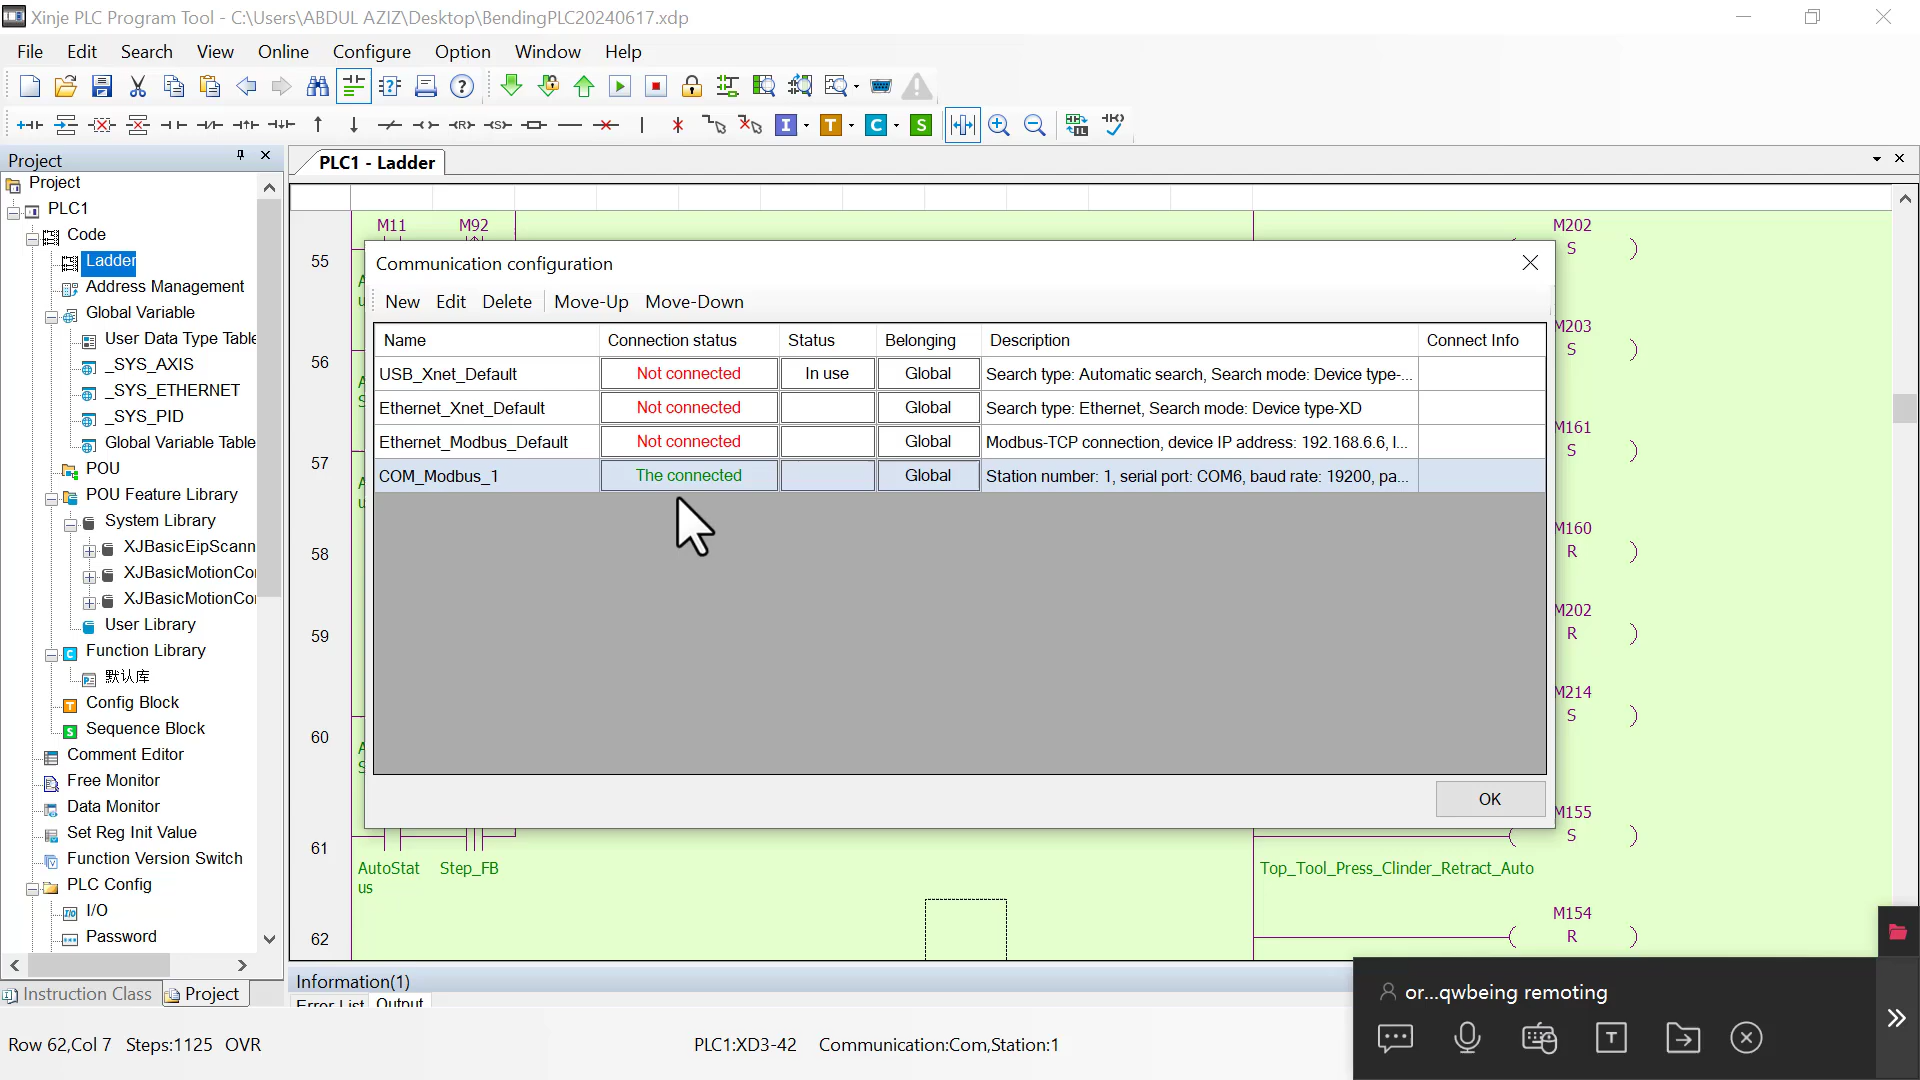 Xinje PLC Program Tool - C:\Users\ABDUL AZIZ\Desktop\BendingPLC20240617.xdp
File Edit Search View Online Configure Option Window Help
Project
PLC1 - Ladder
Project
PLC1
Code
Ladder
Address Management
Global Variable
User Data Type Table
_SYS_AXIS
_SYS_ETHERNET
_SYS_PID
Global Variable Table
POU
POU Feature Library
System Library
XJBasicEipScann
XJBasicMotionCo
XJBasicMotionCo
User Library
Function Library
默认库
Config Block
Sequence Block
Comment Editor
Free Monitor
Data Monitor
Set Reg Init Value
Function Version Switch
PLC Config
I/O
Password
Instruction Class Project
M11 M92 M202
55 S
Communication configuration
New Edit Delete Move-Up Move-Down
Name Connection status Status Belonging Description Connect Info
USB_Xnet_Default Not connected In use Global Search type: Automatic search, Search mode: Device type-...
Ethernet_Xnet_Default Not connected Global Search type: Ethernet, Search mode: Device type-XD
Ethernet_Modbus_Default Not connected Global Modbus-TCP connection, device IP address: 192.168.6.6, I...
COM_Modbus_1 The connected Global Station number: 1, serial port: COM6, baud rate: 19200, pa...
OK
M203
56 S
M161
57 S
M160
58 R
M202
59 R
M214
60 S
M155
61 S
AutoStat Step_FB Top_Tool_Press_Clinder_Retract_Auto
us
M154
62 R
Information(1)
Error List Output
or...qwbeing remoting
Row 62,Col 7 Steps:1125 OVR PLC1:XD3-42 Communication:Com,Station:1